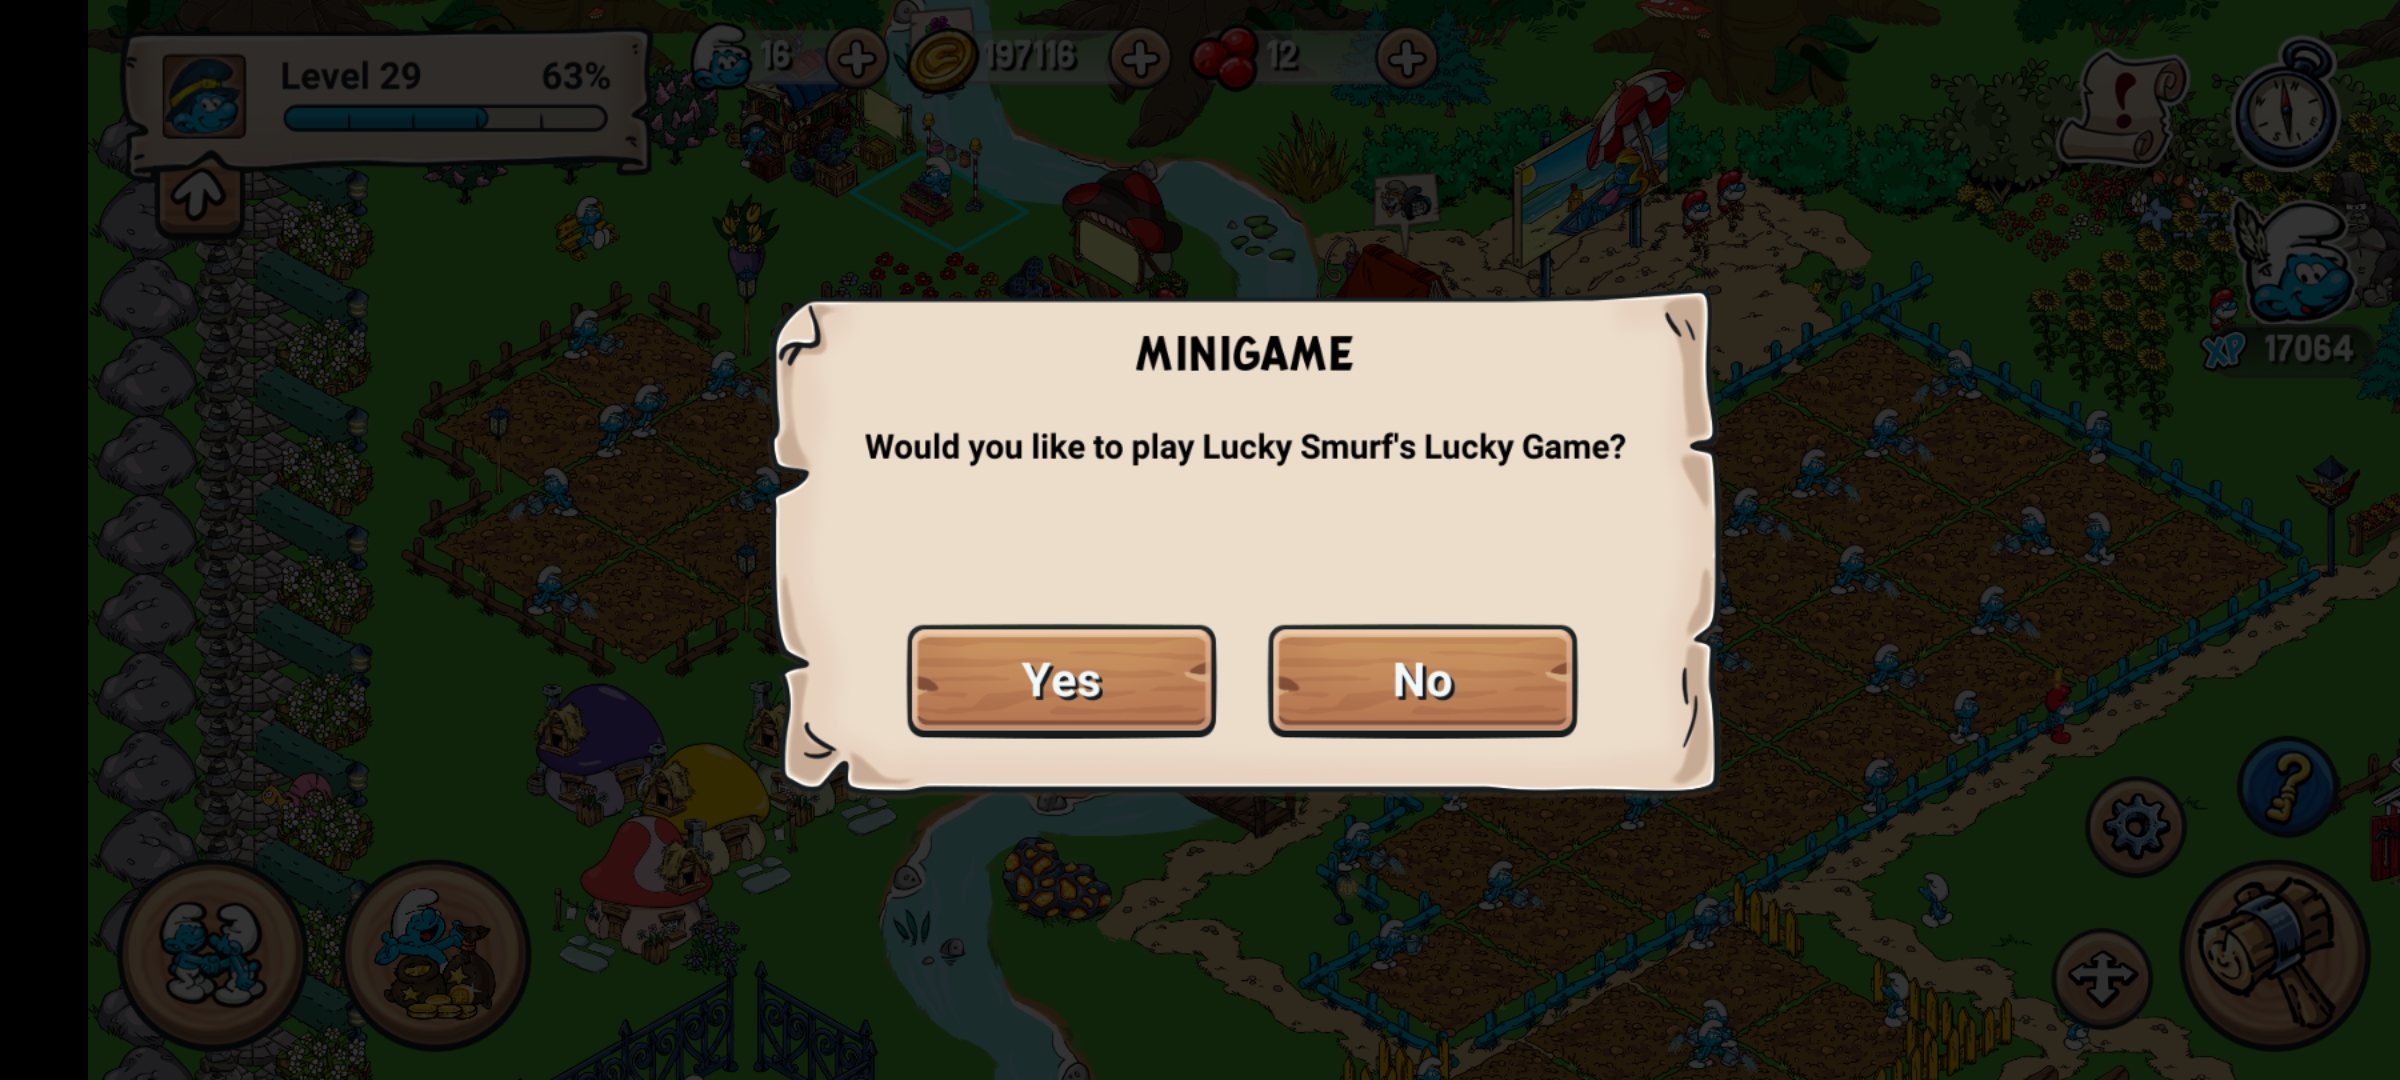 Level 29
63%
16
197116
12
XP 17064
MINIGAME
Would you like to play Lucky Smurf's Lucky Game?
Yes
No